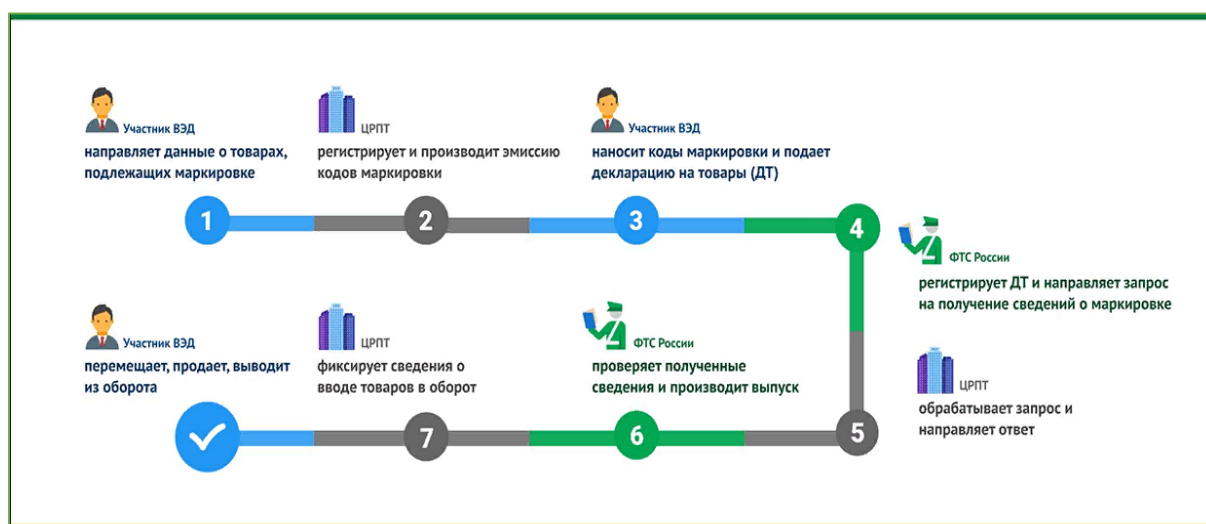 Участник ВЭД
направляет данные о товарах,
подлежащих маркировке
1
ЦРПТ
регистрирует и производит эмиссию
кодов маркировки
2
Участник ВЭД
наносит коды маркировки и подает
декларацию на товары (ДТ)
3
4
ФТС России
регистрирует ДТ и направляет запрос
на получение сведений о маркировке
ЦРПТ
обрабатывает запрос и
направляет ответ
5
ФТС России
проверяет полученные
сведения и производит выпуск
6
ЦРПТ
фиксирует сведения о
вводе товаров в оборот
7
Участник ВЭД
перемещает, продает, выводит
из оборота